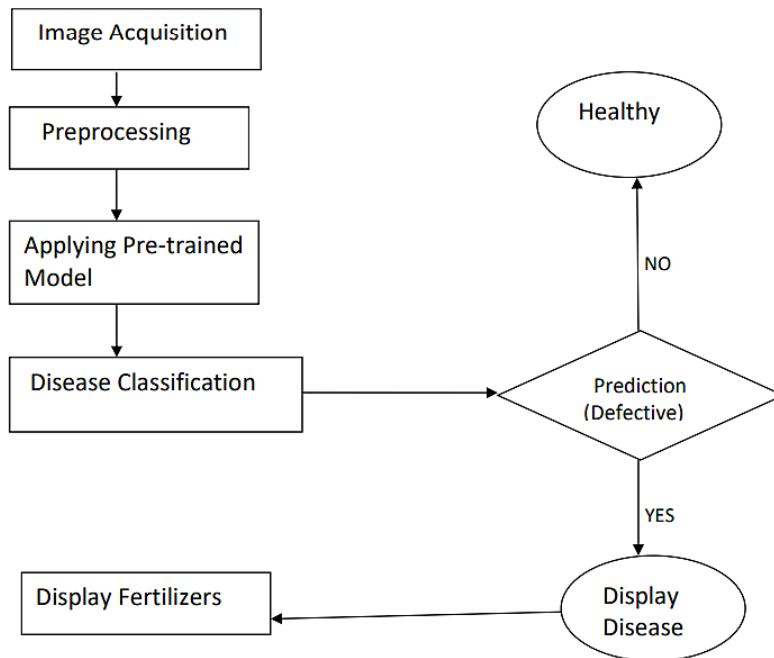 Image Acquisition
Preprocessing
Applying Pre-trained
Model
Disease Classification
Healthy
NO
Prediction
(Defective)
YES
Display
Disease
Display Fertilizers